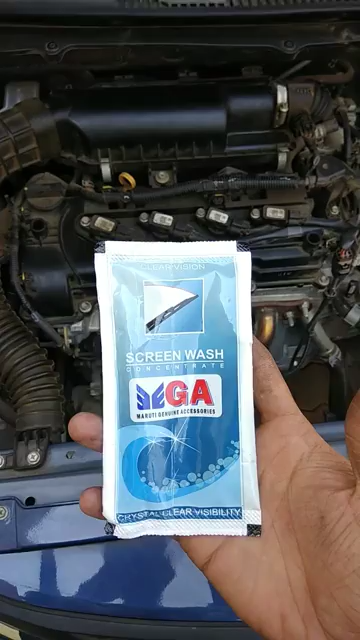 CLEAR VISION
SCREEN WASH
CONCENTRATE
MGA
MARUTI GENUINE ACCESSORIES
CRYSTAL CLEAR VISIBILITY